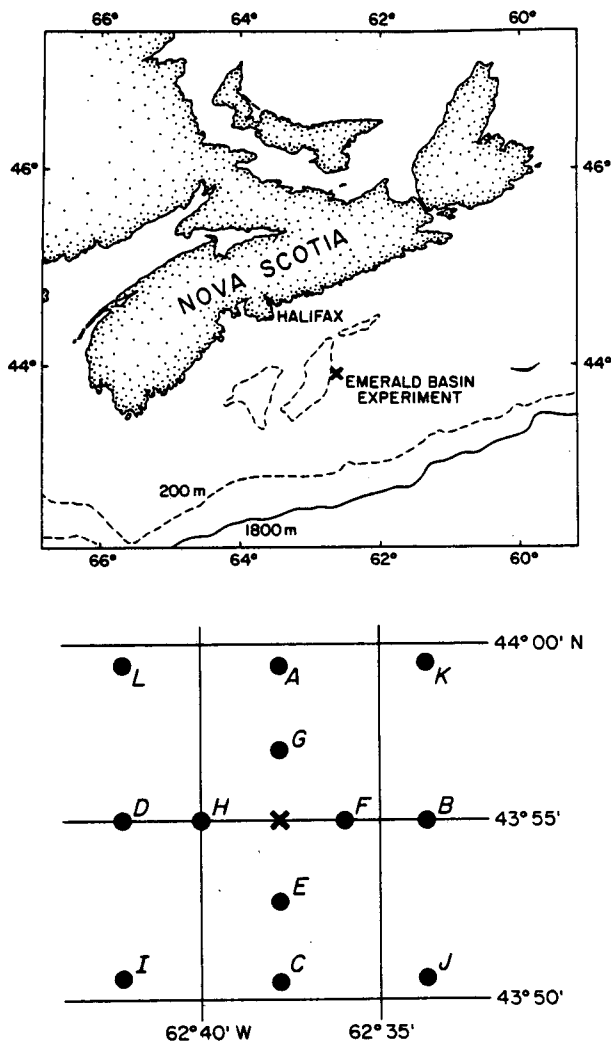 66° 64° 62° 60°
46° 46°
NOVA SCOTIA
HALIFAX
44° 44°
EMERALD BASIN
EXPERIMENT
200 m
1800 m
66° 64° 62° 60°
44° 00' N
L A K
G
D H F B
43° 55'
E
I C J
43° 50'
62° 40' W 62° 35'